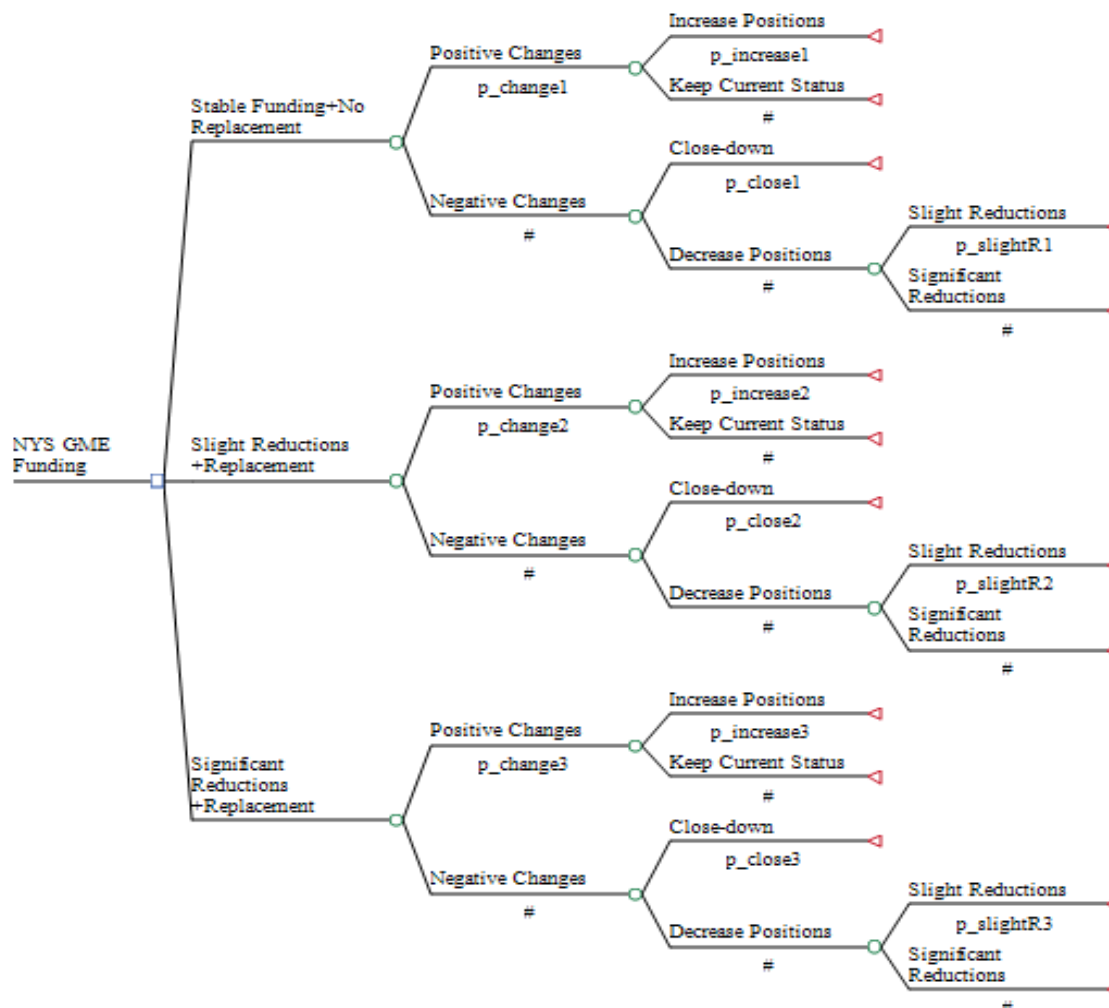 Increase Positions
p_increase1
Positive Changes
p_change1
Keep Current Status
#
Stable Funding+No
Replacement
Close-down
p_close1
Negative Changes
#
Slight Reductions
p_slightR1
Decrease Positions
#
Significant
Reductions
#
Increase Positions
p_increase2
Positive Changes
p_change2
Keep Current Status
#
NYS GME
Funding
Slight Reductions
+Replacement
Close-down
p_close2
Negative Changes
#
Slight Reductions
p_slightR2
Decrease Positions
#
Significant
Reductions
#
Increase Positions
p_increase3
Positive Changes
p_change3
Keep Current Status
#
Significant
Reductions
+Replacement
Close-down
p_close3
Negative Changes
#
Slight Reductions
p_slightR3
Decrease Positions
#
Significant
Reductions
#